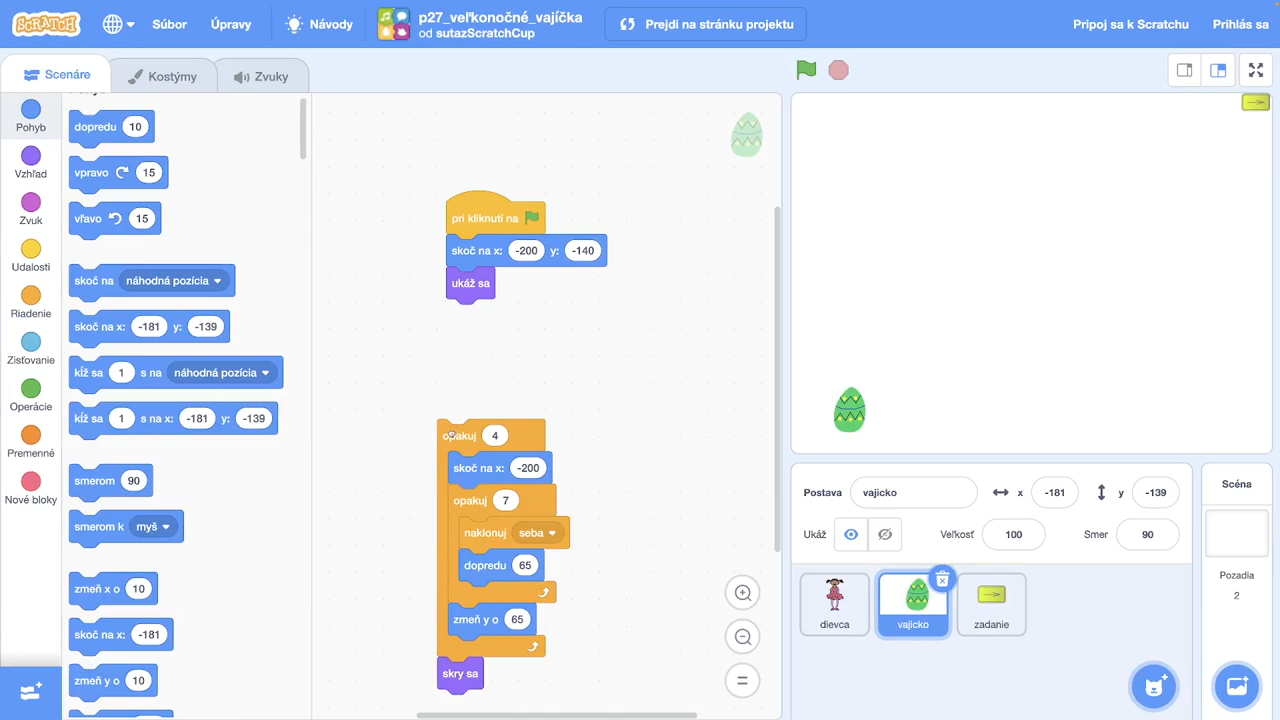 SCRATCH
Súbor
Úpravy
Návody
p27_veľkonočné_vajíčka
od sutazScratchCup
Prejdi na stránku projektu
Pripoj sa k Scratchu
Prihlás sa
Scenáre
Kostýmy
Zvuky
Pohyb
Vzhľad
Zvuk
Udalosti
Riadenie
Zisťovanie
Operácie
Premenné
Nové bloky
dopredu 10
vpravo 15
vľavo 15
skoč na náhodná pozícia
skoč na x: -181 y: -139
kĺž sa 1 s na náhodná pozícia
kĺž sa 1 s na x: -181 y: -139
smerom 90
smerom k myš
zmeň x o 10
skoč na x: -181
zmeň y o 10
pri kliknutí na
skoč na x: -200 y: -140
ukáž sa
opakuj 4
skoč na x: -200
opakuj 7
naklonuj seba
dopredu 65
zmeň y o 65
skry sa
Postava vajicko x -181 y -139
Ukáž Veľkosť 100 Smer 90
dievca
vajicko
zadanie
Scéna
Pozadia
2